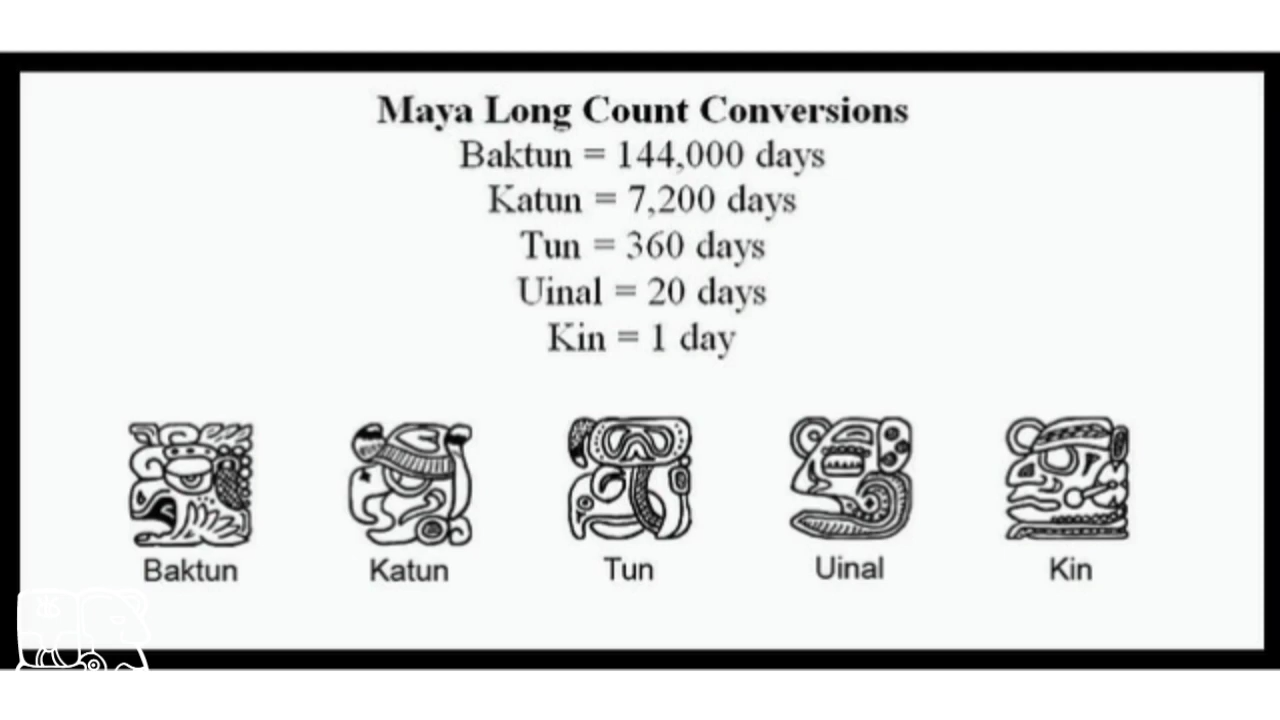 Maya Long Count Conversions
Baktun = 144,000 days
Katun = 7,200 days
Tun = 360 days
Uinal = 20 days
Kin = 1 day
Baktun Katun Tun Uinal Kin